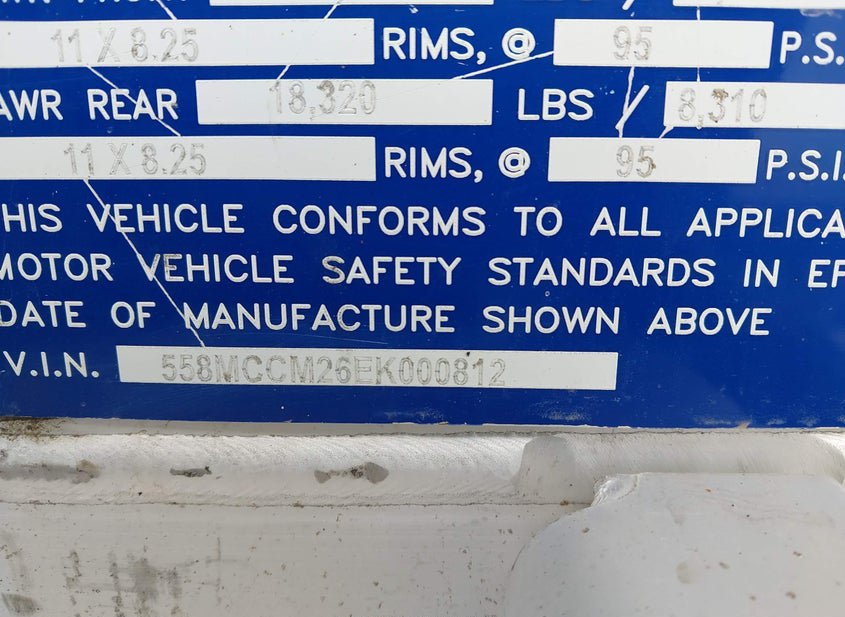 11 X 8.25 RIMS, @ 95 P.S.I.
AWR REAR 18,320 LBS / 8,310
11 X 8.25 RIMS, @ 95 P.S.I.
HIS VEHICLE CONFORMS TO ALL APPLICA
MOTOR VEHICLE SAFETY STANDARDS IN EF
DATE OF MANUFACTURE SHOWN ABOVE
V.I.N. 558MCCM26EK000812